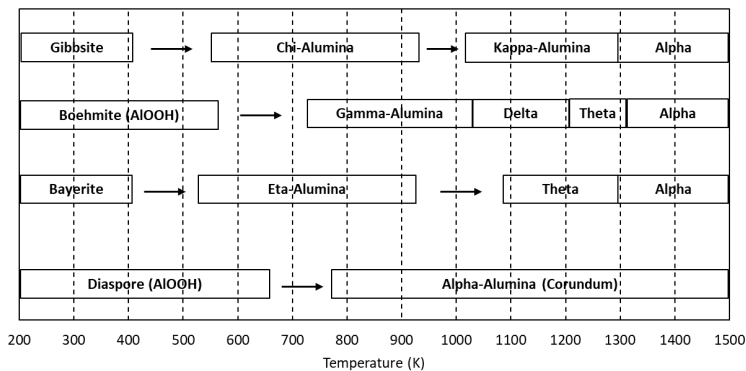 Gibbsite Chi-Alumina Kappa-Alumina Alpha
Boehmite (AlOOH) Gamma-Alumina Delta Theta Alpha
Bayerite Eta-Alumina Theta Alpha
Diaspore (AlOOH) Alpha-Alumina (Corundum)
200 300 400 500 600 700 800 900 1000 1100 1200 1300 1400 1500
Temperature (K)